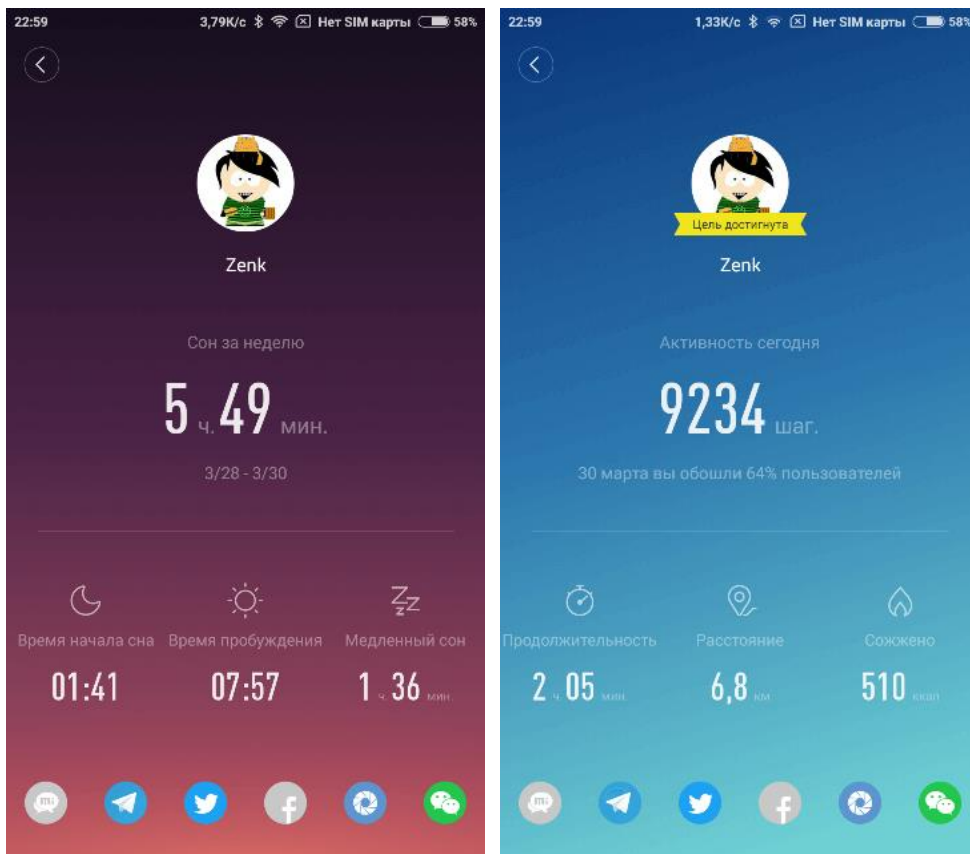 22:59 3,79К/с Нет SIM карты 58%
Zenk
Сон за неделю
5 ч. 49 мин.
3/28 - 3/30
Время начала сна Время пробуждения Медленный сон
01:41 07:57 1 ч. 36 мин.
mi
22:59 1,33К/с Нет SIM карты 58%
Цель достигнута
Zenk
Активность сегодня
9234 шаг.
30 марта вы обошли 64% пользователей
Продолжительность Расстояние Сожжено
2 ч. 05 мин. 6,8 км 510 ккал
mi